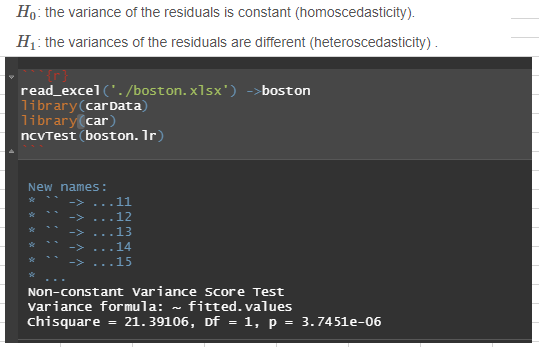 H₀: the variance of the residuals is constant (homoscedasticity).
H₁: the variances of the residuals are different (heteroscedasticity) .
```{r}
read_excel('./boston.xlsx') ->boston
library(carData)
library(car)
ncvTest(boston.lr)
```
New names:
* `` -> ...11
* `` -> ...12
* `` -> ...13
* `` -> ...14
* `` -> ...15
* ...
Non-constant Variance Score Test
Variance formula: ~ fitted.values
Chisquare = 21.39106, Df = 1, p = 3.7451e-06